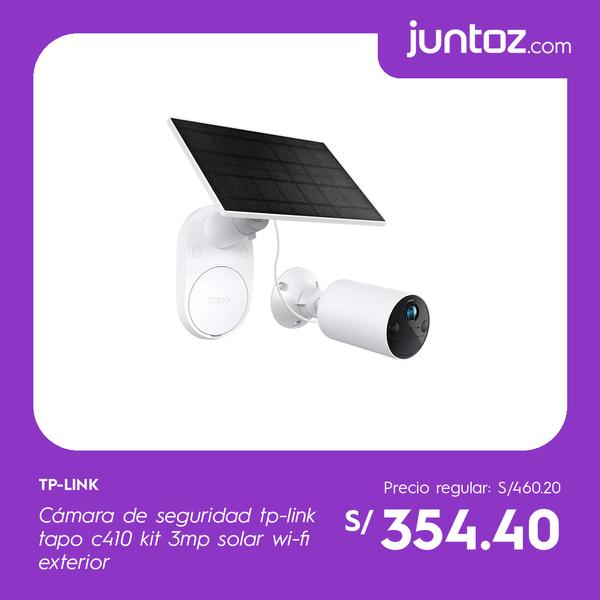 juntoz.com
tapo
TP-LINK
Cámara de seguridad tp-link
tapo c410 kit 3mp solar wi-fi
exterior
Precio regular: S/460.20
S/354.40